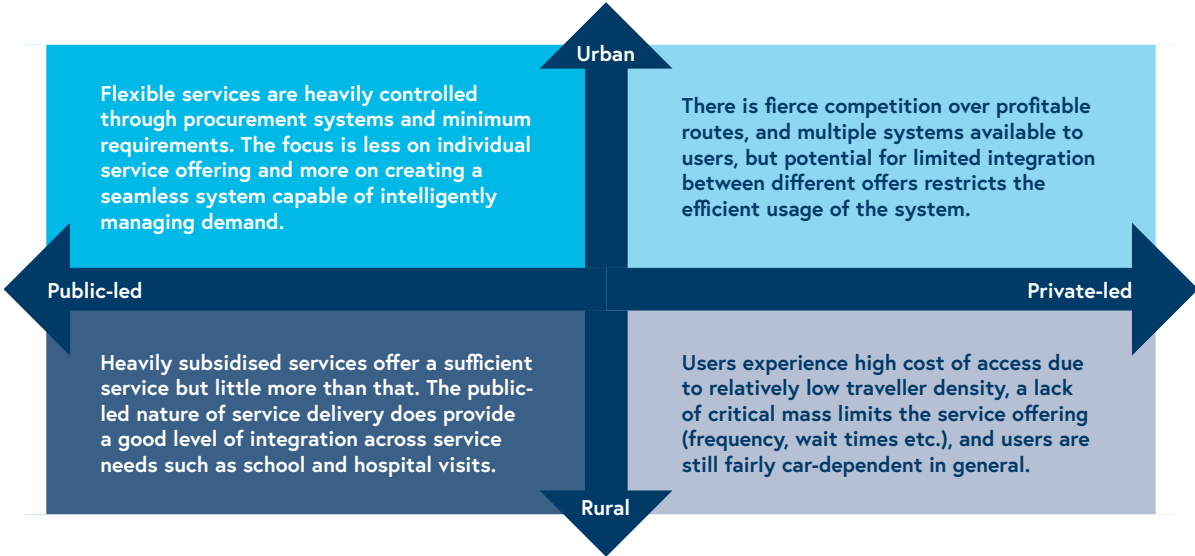 Urban
Flexible services are heavily controlled
through procurement systems and minimum
requirements. The focus is less on individual
service offering and more on creating a
seamless system capable of intelligently
managing demand.
There is fierce competition over profitable
routes, and multiple systems available to
users, but potential for limited integration
between different offers restricts the
efficient usage of the system.
Public-led
Private-led
Heavily subsidised services offer a sufficient
service but little more than that. The public-
led nature of service delivery does provide
a good level of integration across service
needs such as school and hospital visits.
Users experience high cost of access due
to relatively low traveller density, a lack
of critical mass limits the service offering
(frequency, wait times etc.), and users are
still fairly car-dependent in general.
Rural